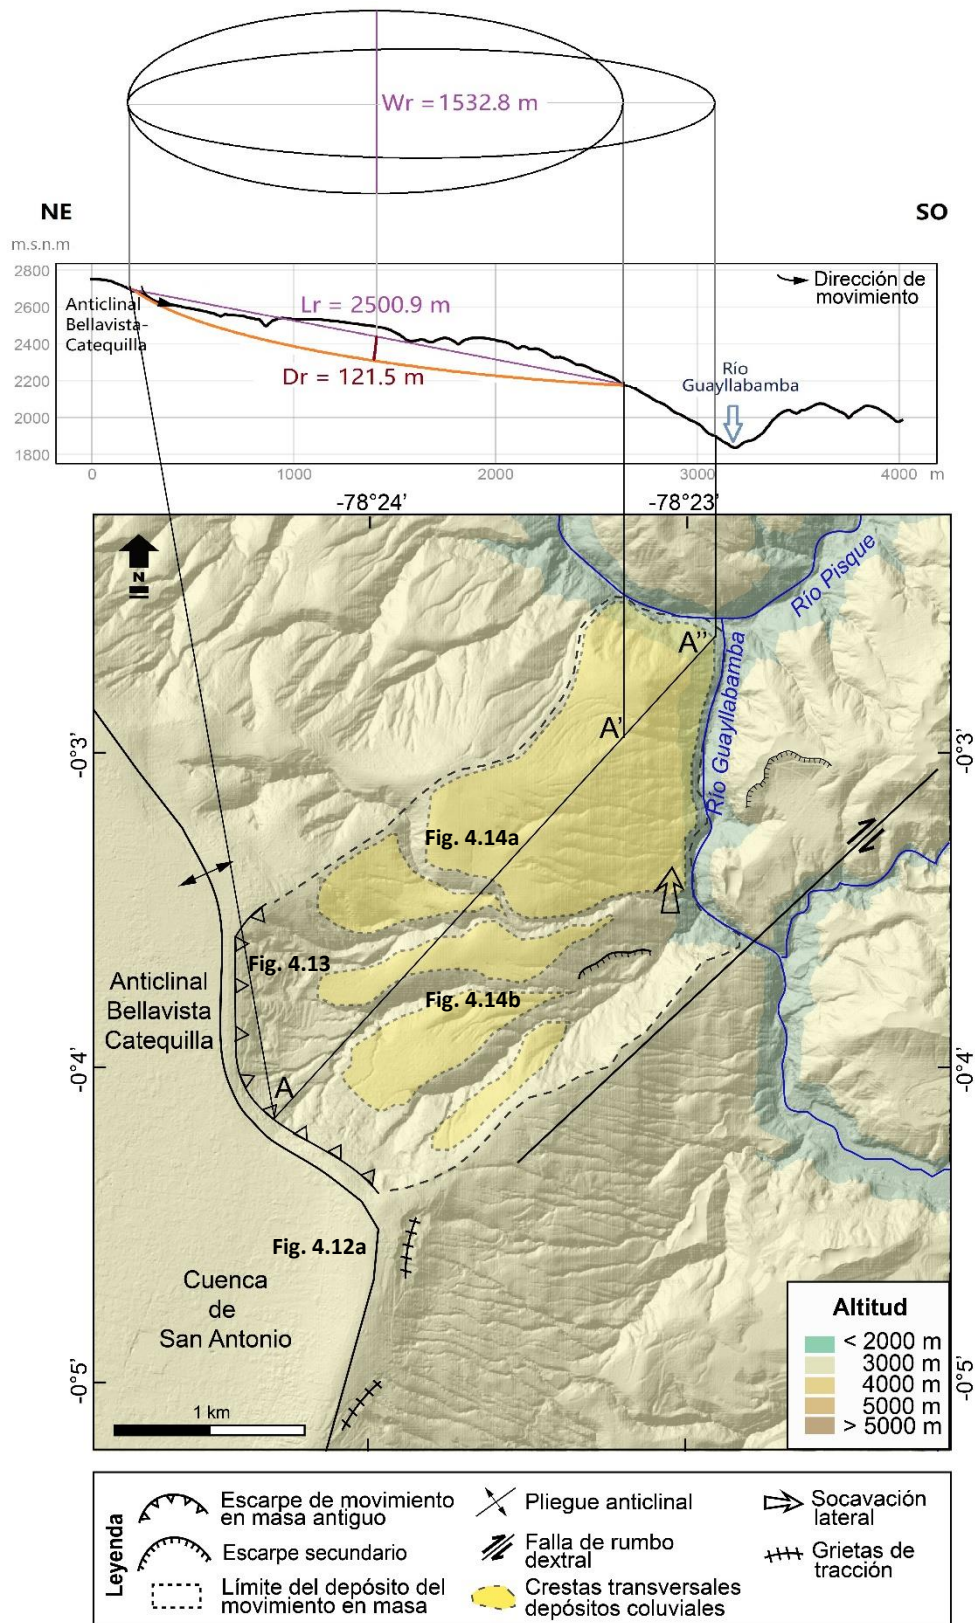 Wr = 1532.8 m
NE
SO
m.s.n.m
2800
2600
2400
2200
2000
1800
Anticlinal
Bellavista-
Catequilla
Lr = 2500.9 m
Dr = 121.5 m
Dirección de
movimiento
Río
Guayllabamba
0
1000
2000
3000
4000
m
-78°24'
-78°23'
N
Río Pisque
A''
A'
Río Guayllabamba
-0°3'
-0°3'
Fig. 4.14a
Fig. 4.13
Anticlinal
Bellavista
Catequilla
Fig. 4.14b
-0°4'
-0°4'
A
Fig. 4.12a
Cuenca
de
San Antonio
-0°5'
-0°5'
1 km
Altitud
< 2000 m
3000 m
4000 m
5000 m
> 5000 m
Leyenda
Escarpe de movimiento
en masa antiguo
Escarpe secundario
Límite del depósito del
movimiento en masa
Pliegue anticlinal
Falla de rumbo
dextral
Crestas transversales
depósitos coluviales
Socavación
lateral
Grietas de
tracción